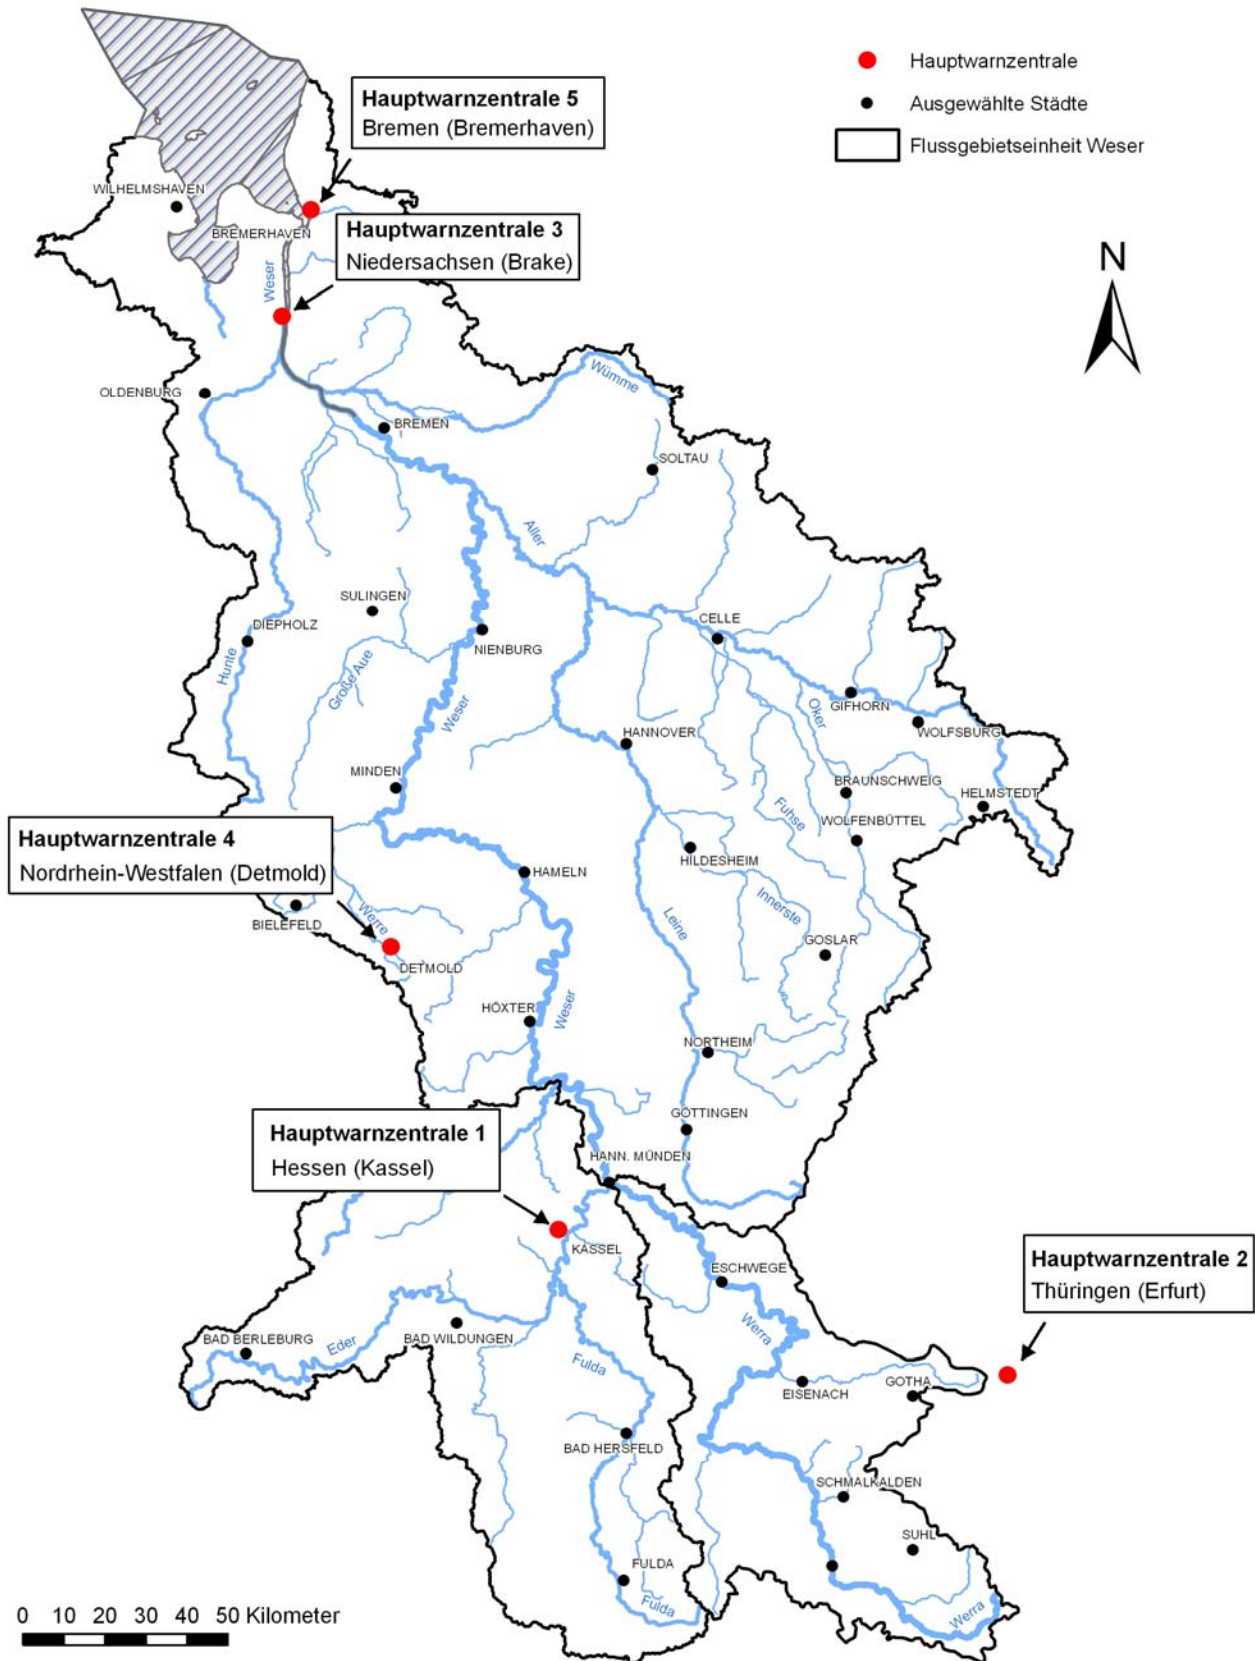 Hauptwarnzentrale
Ausgewählte Städte
Flussgebietseinheit Weser
N
Hauptwarnzentrale 5
Bremen (Bremerhaven)
WILHELMSHAVEN
BREMERHAVEN
Hauptwarnzentrale 3
Niedersachsen (Brake)
Weser
Wümme
OLDENBURG
BREMEN
SOLTAU
Aller
SULINGEN
DIEPHOLZ
CELLE
NIENBURG
Hunte
Große Aue
Weser
Oker
GIFHORN
WOLFSBURG
HANNOVER
MINDEN
BRAUNSCHWEIG
HELMSTEDT
Fuhse
WOLFENBÜTTEL
Hauptwarnzentrale 4
Nordrhein-Westfalen (Detmold)
HILDESHEIM
HAMELN
Innerste
BIELEFELD
Werre
Leine
GOSLAR
DETMOLD
HÖXTER
Weser
NORTHEIM
GÖTTINGEN
Hauptwarnzentrale 1
Hessen (Kassel)
HANN. MÜNDEN
KASSEL
ESCHWEGE
Hauptwarnzentrale 2
Thüringen (Erfurt)
Werra
BAD BERLEBURG
Eder
BAD WILDUNGEN
Fulda
EISENACH
GOTHA
BAD HERSFELD
SCHMALKALDEN
SUHL
FULDA
Fulda
Werra
0 10 20 30 40 50 Kilometer